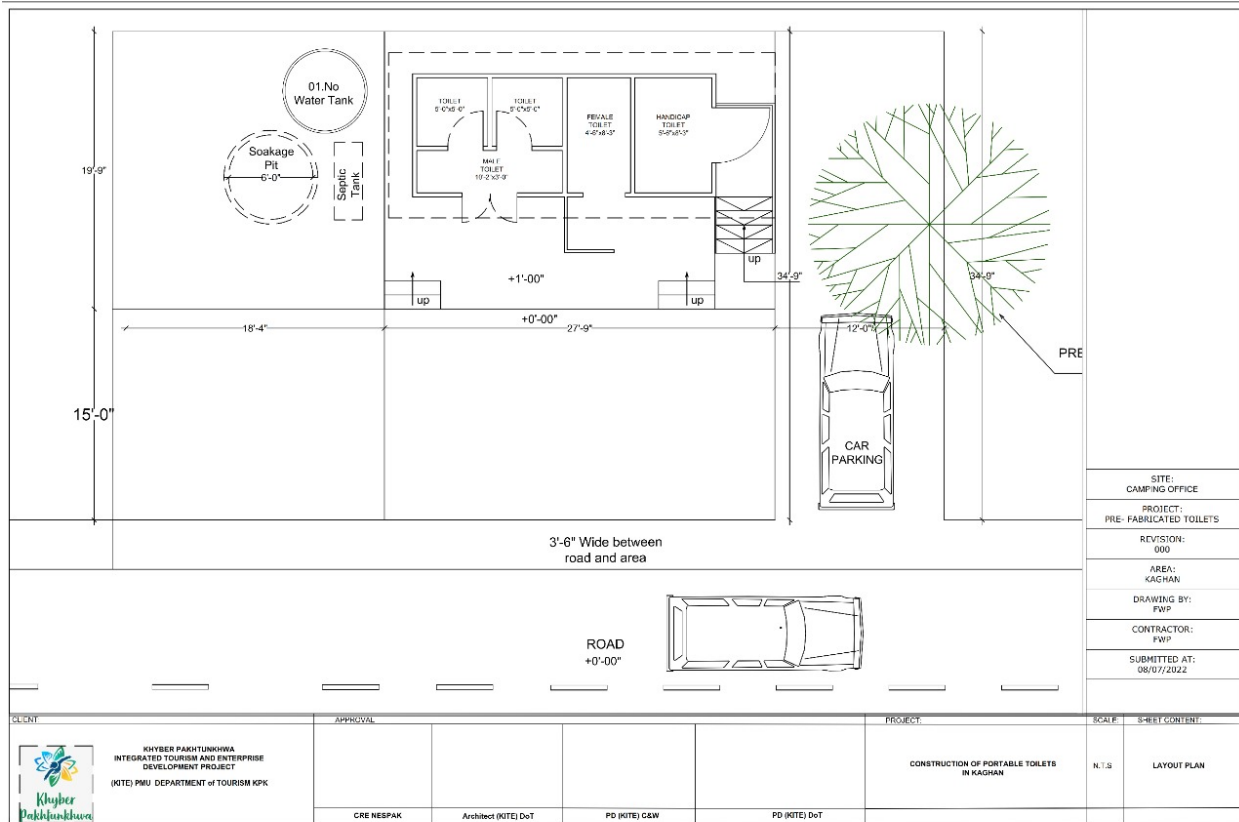 01.No
Water Tank
Soakage
Pit
6'-0"
Septic
Tank
TOILET
5'-0"x5'-0"
TOILET
5'-0"x5'-0"
FEMALE
TOILET
4'-6"x8'-3"
HANDICAP
TOILET
5'-6"x8'-3"
MALE
TOILET
10'-2"x3'-0"
19'-9"
up
+1'-00"
up
up
34'-9"
34'-9"
+0'-00"
18'-4"
27'-9"
12'-0"
PRE
15'-0"
CAR
PARKING
3'-6" Wide between
road and area
ROAD
+0'-00"
SITE:
CAMPING OFFICE
PROJECT:
PRE- FABRICATED TOILETS
REVISION:
000
AREA:
KAGHAN
DRAWING BY:
FWP
CONTRACTOR:
FWP
SUBMITTED AT:
08/07/2022
CLIENT
APPROVAL
PROJECT:
SCALE:
SHEET CONTENT:
Khyber
Pakhtunkhwa
KHYBER PAKHTUNKHWA
INTEGRATED TOURISM AND ENTERPRISE
DEVELOPMENT PROJECT
(KITE) PMU DEPARTMENT of TOURISM KPK
CONSTRUCTION OF PORTABLE TOILETS
IN KAGHAN
N.T.S
LAYOUT PLAN
CRE NESPAK
Architect (KITE) DoT
PD (KITE) C&W
PD (KITE) DoT